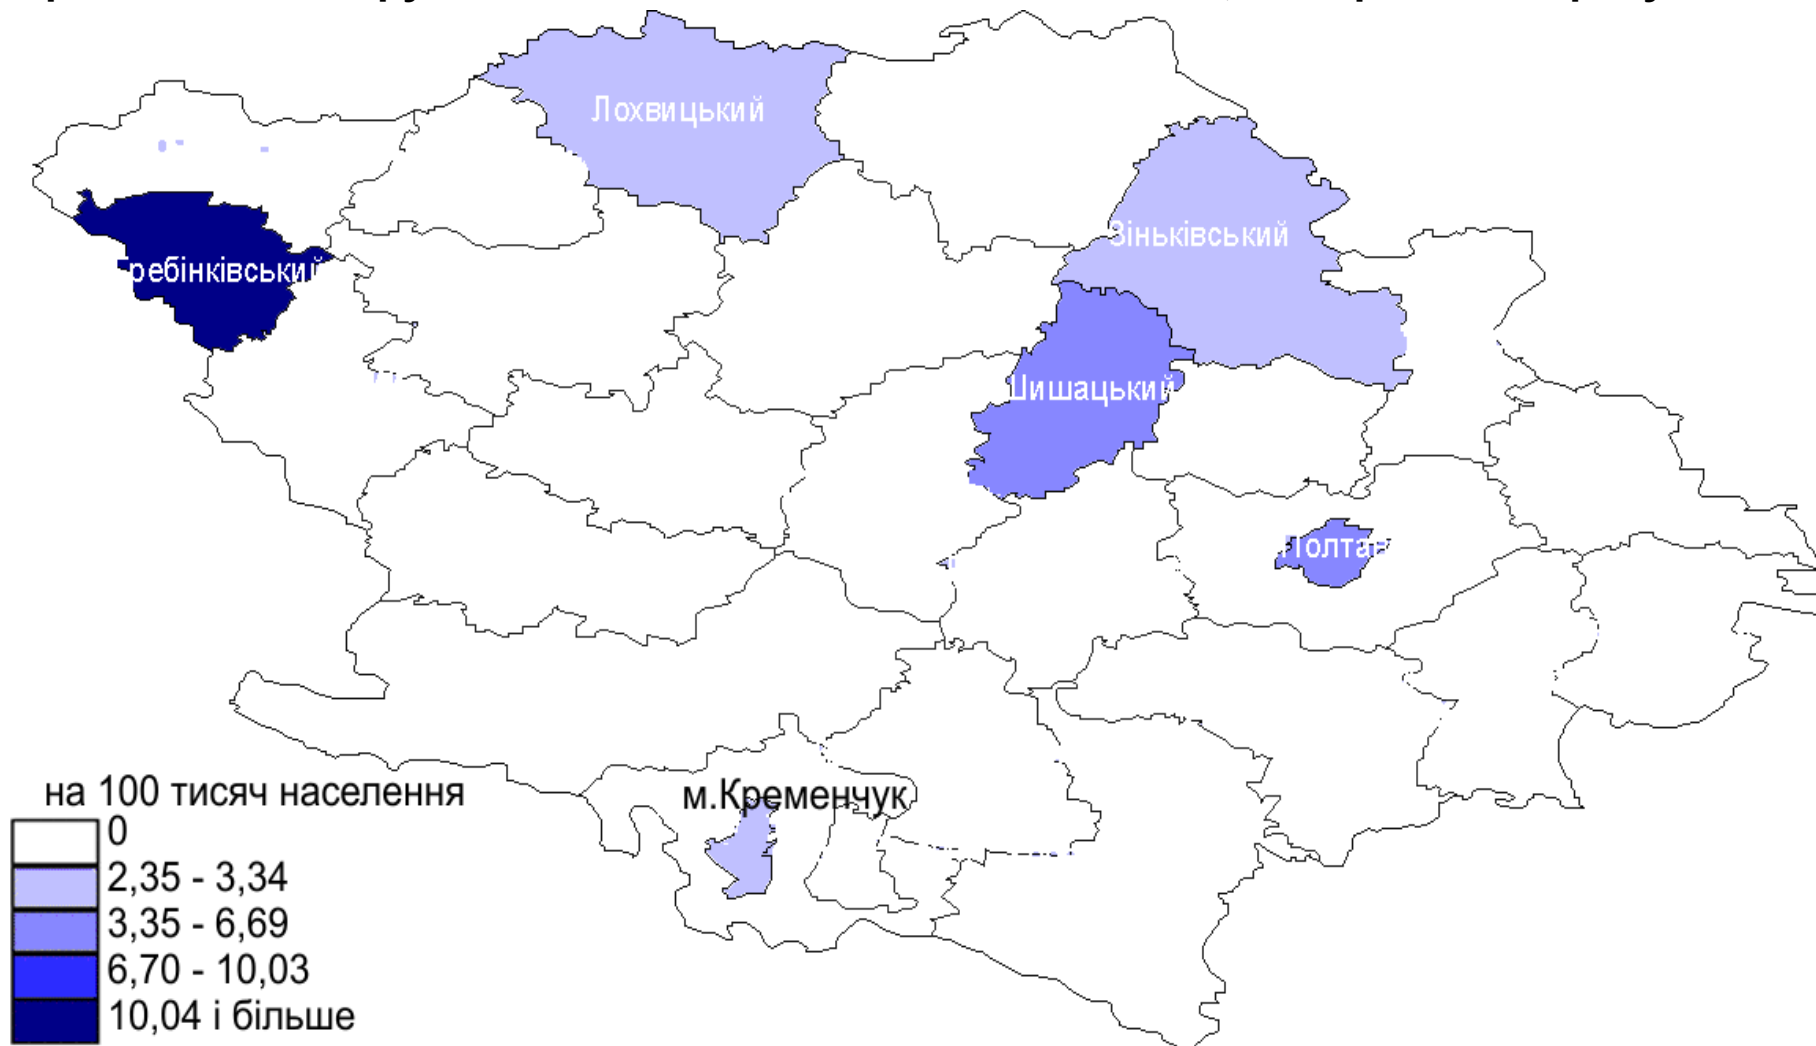 Лохвицький
Зіньківський
ребінківський
Шишацький
Полтав
на 100 тисяч населення
м.Кременчук
0
2,35 - 3,34
3,35 - 6,69
6,70 - 10,03
10,04 і більше